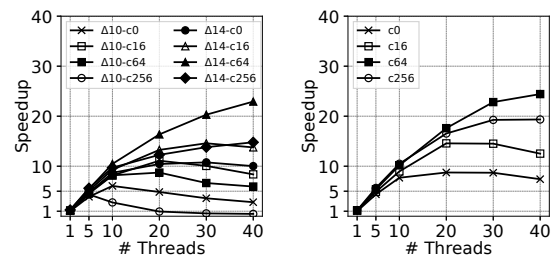 40
30
20
10
5
1
Speedup
Δ10-c0
Δ10-c16
Δ10-c64
Δ10-c256
Δ14-c0
Δ14-c16
Δ14-c64
Δ14-c256
1 5 10 20 30 40
# Threads
40
30
20
10
5
1
Speedup
c0
c16
c64
c256
1 5 10 20 30 40
# Threads